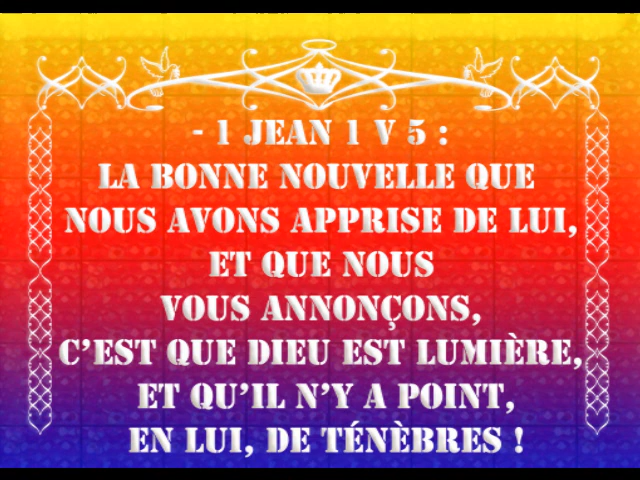 - 1 JEAN 1 V 5 :
LA BONNE NOUVELLE QUE
NOUS AVONS APPRISE DE LUI,
ET QUE NOUS
VOUS ANNONÇONS,
C’EST QUE DIEU EST LUMIÈRE,
ET QU’IL N’Y A POINT,
EN LUI, DE TÉNÈBRES !